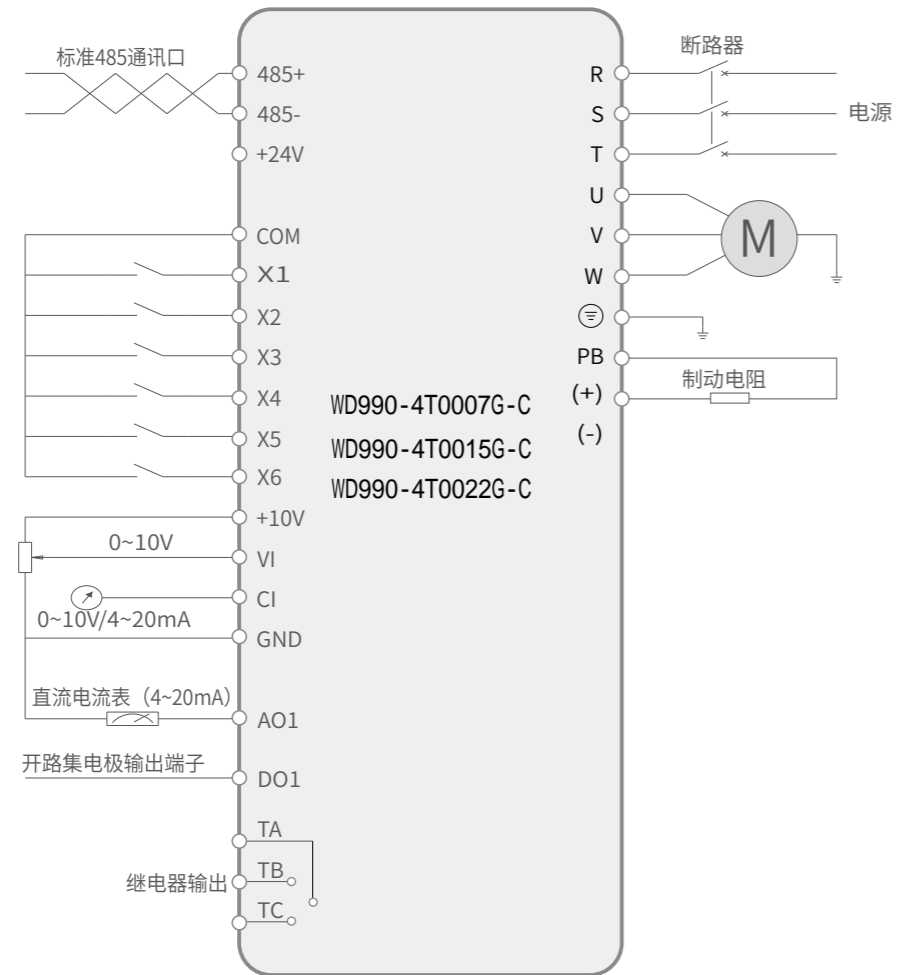 标准485通讯口
485+
485-
+24V
COM
X1
X2
X3
X4
X5
X6
+10V
0~10V
VI
CI
0~10V/4~20mA
GND
直流电流表（4~20mA）
AO1
开路集电极输出端子
DO1
TA
TB
继电器输出
TC
WD990-4T0007G-C
WD990-4T0015G-C
WD990-4T0022G-C
断路器
R
S
电源
T
U
V
M
W
PB
制动电阻
(+)
(-)